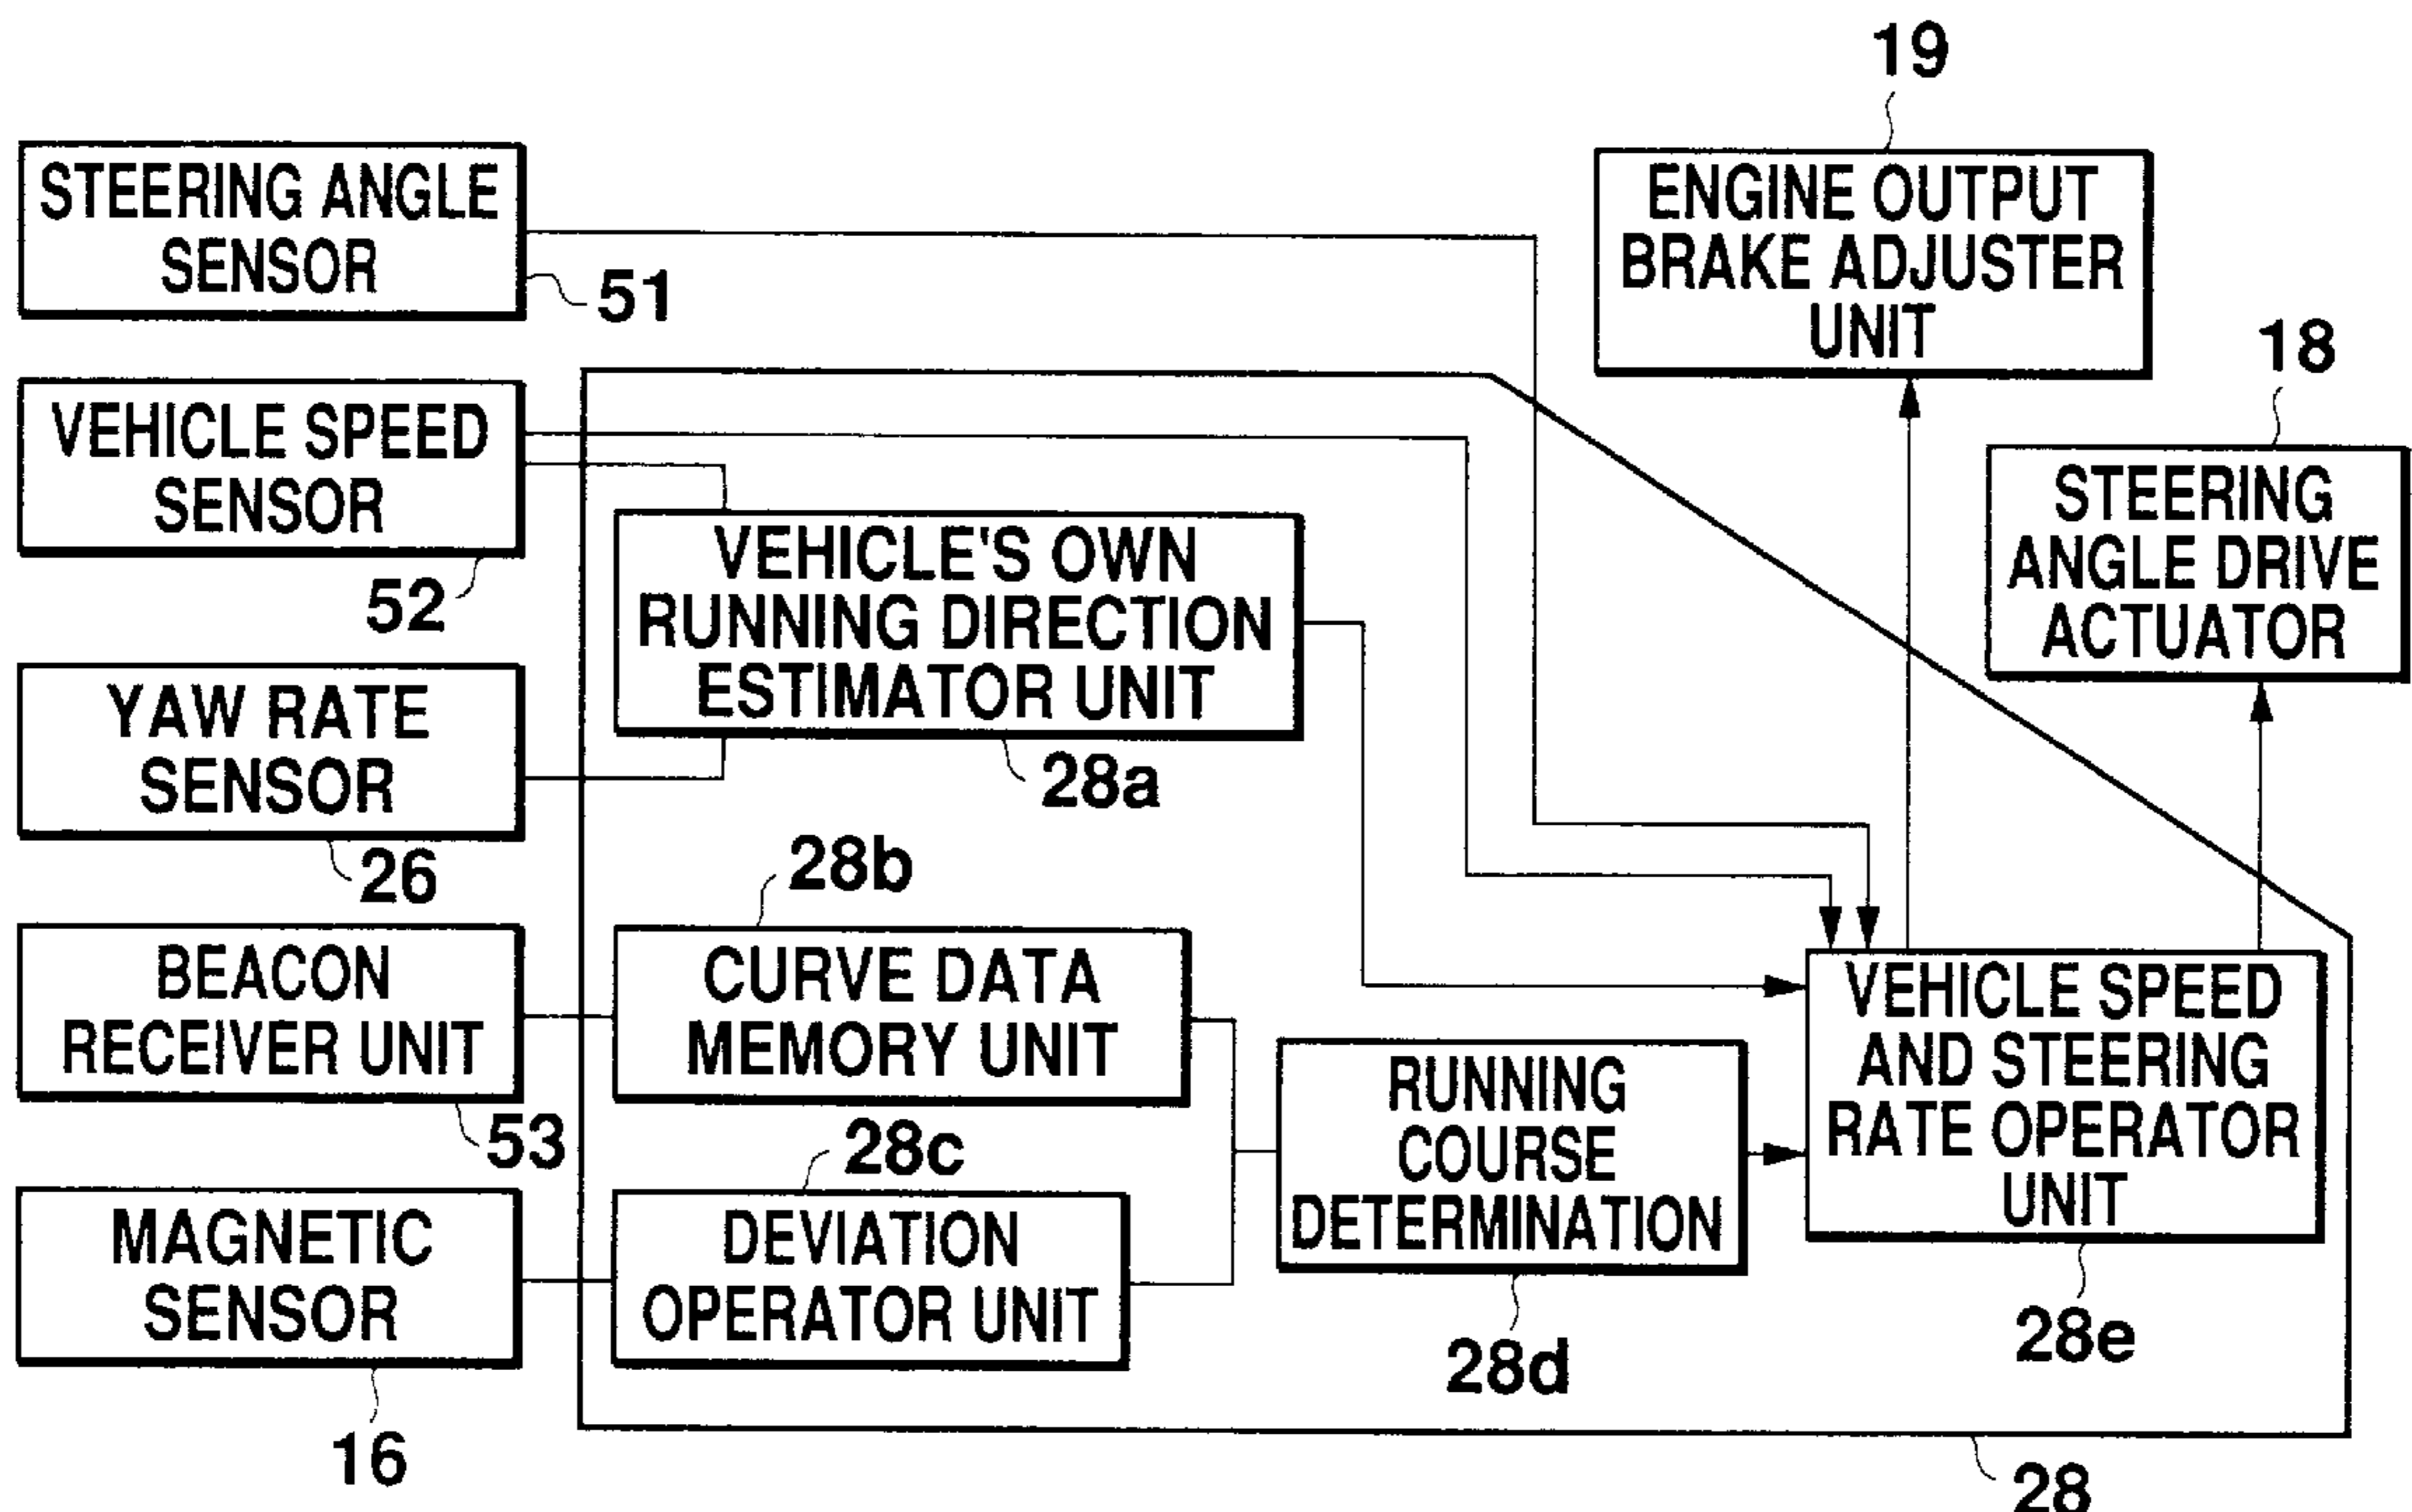 19
STEERING ANGLE
SENSOR
51
ENGINE OUTPUT
BRAKE ADJUSTER
UNIT
18
VEHICLE SPEED
SENSOR
52
STEERING
ANGLE DRIVE
ACTUATOR
VEHICLE'S OWN
RUNNING DIRECTION
ESTIMATOR UNIT
28a
YAW RATE
SENSOR
26
28b
BEACON
RECEIVER UNIT
53
CURVE DATA
MEMORY UNIT
28c
RUNNING
COURSE
DETERMINATION
28d
VEHICLE SPEED
AND STEERING
RATE OPERATOR
UNIT
28e
MAGNETIC
SENSOR
16
DEVIATION
OPERATOR UNIT
28